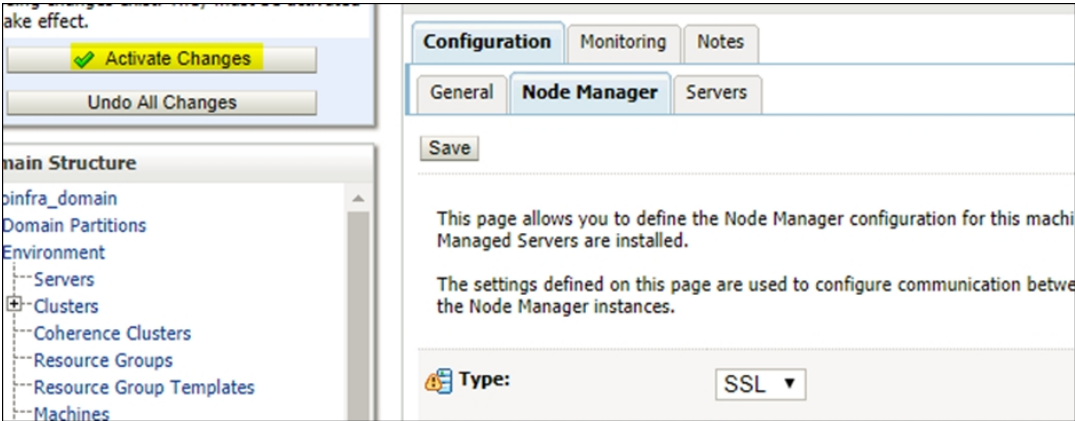 ake effect.
Activate Changes
Undo All Changes
main Structure
oinfra_domain
Domain Partitions
Environment
Servers
Clusters
Coherence Clusters
Resource Groups
Resource Group Templates
Machines
Configuration Monitoring Notes
General Node Manager Servers
Save
This page allows you to define the Node Manager configuration for this machi
Managed Servers are installed.
The settings defined on this page are used to configure communication betwe
the Node Manager instances.
Type: SSL